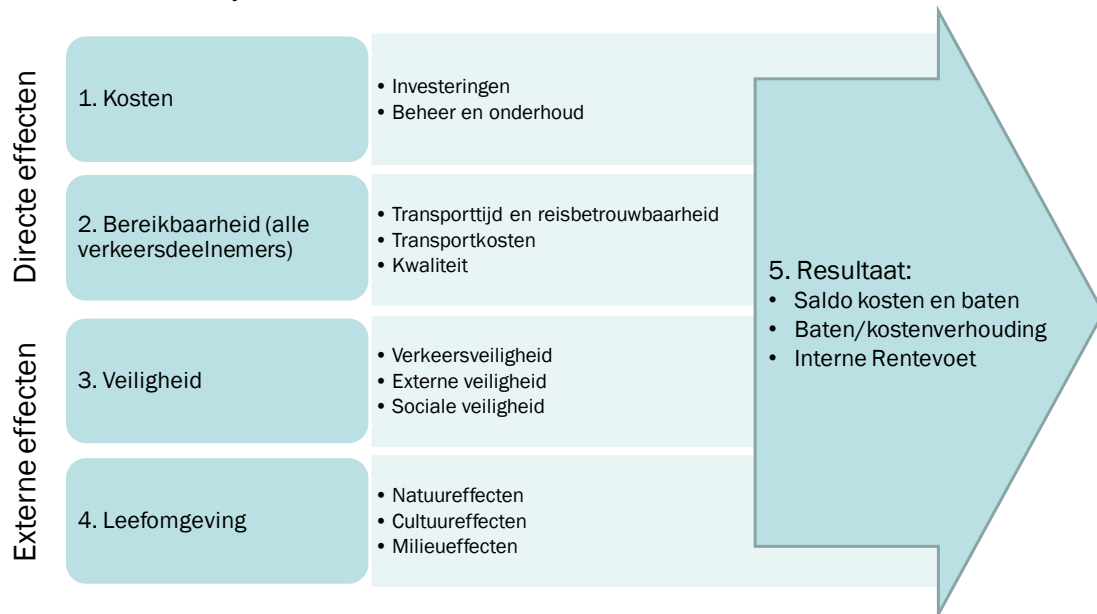 Directe effecten
1. Kosten
• Investeringen
• Beheer en onderhoud
2. Bereikbaarheid (alle
verkeersdeelnemers)
• Transporttijd en reisbetrouwbaarheid
• Transportkosten
• Kwaliteit
Externe effecten
3. Veiligheid
• Verkeersveiligheid
• Externe veiligheid
• Sociale veiligheid
4. Leefomgeving
• Natuureffecten
• Cultuureffecten
• Milieueffecten
5. Resultaat:
• Saldo kosten en baten
• Baten/kostenverhouding
• Interne Rentevoet